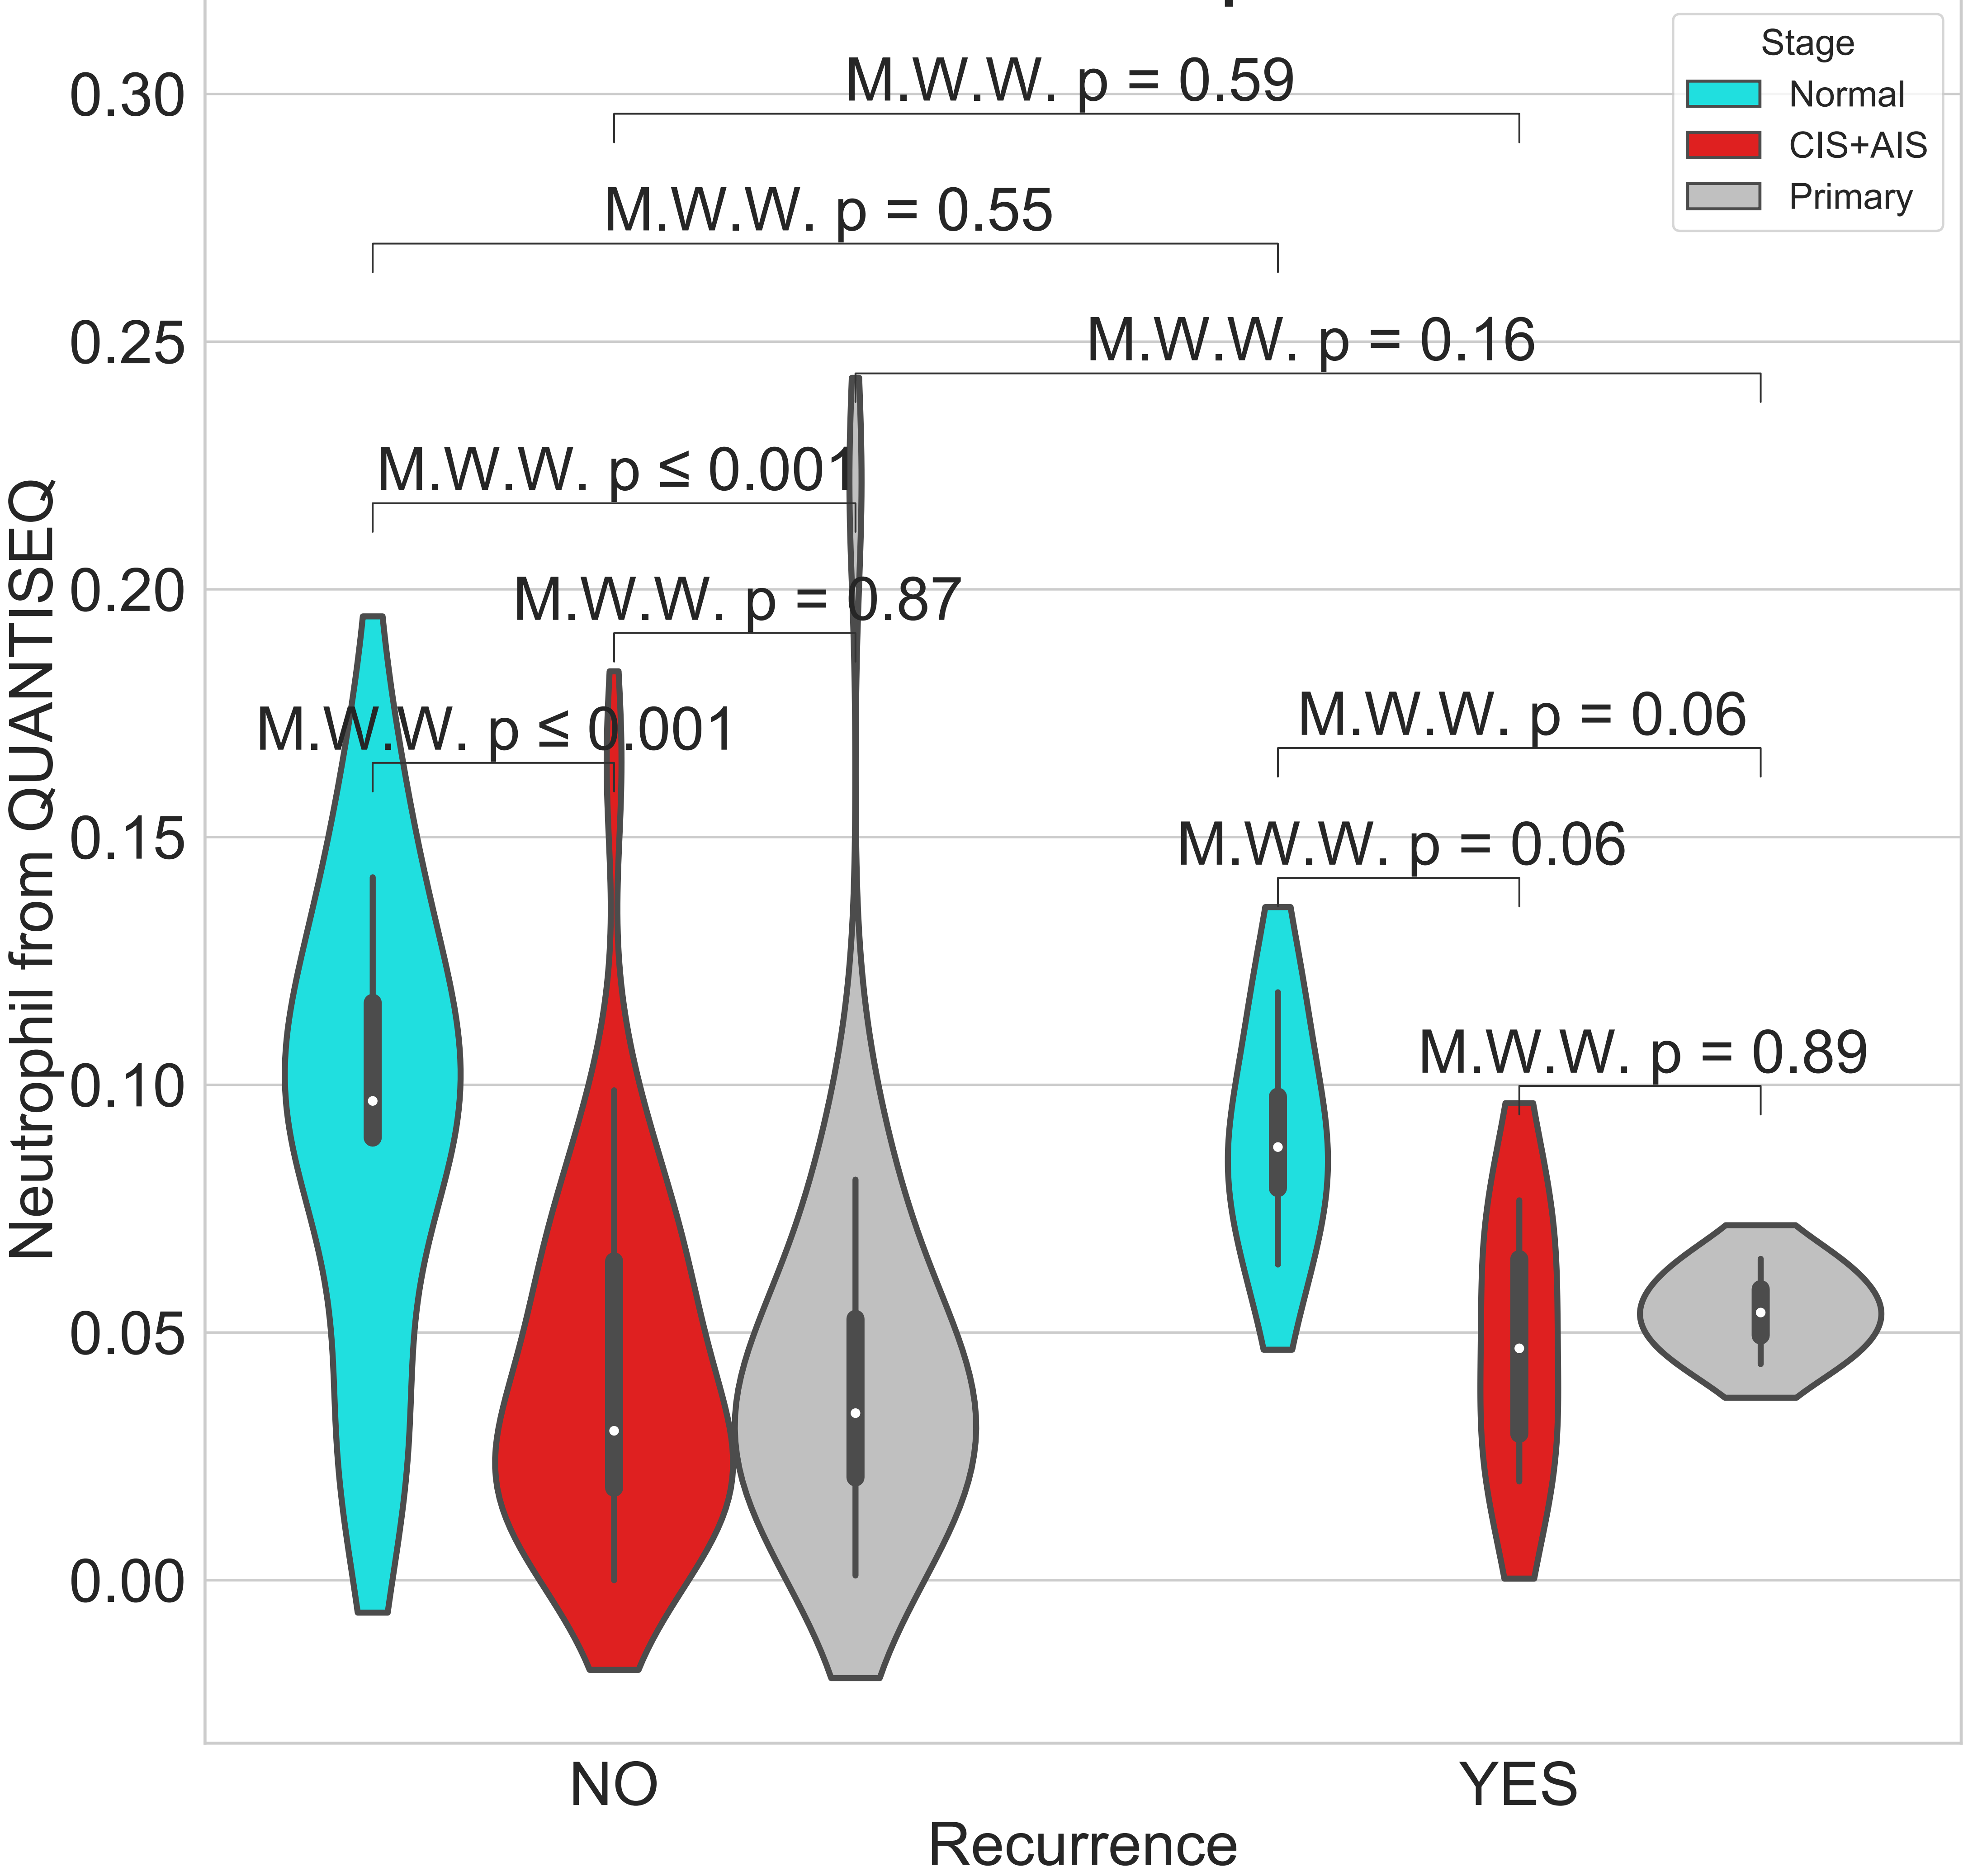 Stage
Normal
CIS+AIS
Primary
M.W.W. p = 0.59
M.W.W. p = 0.55
M.W.W. p = 0.16
M.W.W. p ≤ 0.001
M.W.W. p = 0.87
M.W.W. p ≤ 0.001
M.W.W. p = 0.06
M.W.W. p = 0.06
M.W.W. p = 0.89
Neutrophil from QUANTISEQ
0.30
0.25
0.20
0.15
0.10
0.05
0.00
NO
YES
Recurrence